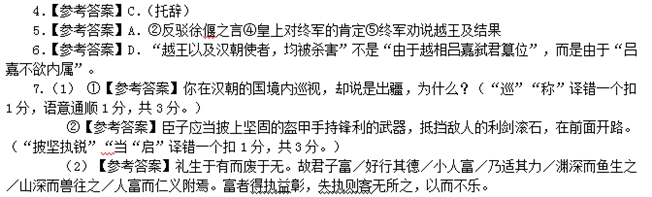 4.【参考答案】C.（托辞）
5.【参考答案】A．②反驳徐偃之言④皇上对终军的肯定⑤终军劝说越王及结果
6.【参考答案】D．“越王以及汉朝使者，均被杀害”不是“由于越相吕嘉弑君篡位”，而是由于“吕
嘉不欲内属”。
7.（1）①【参考答案】你在汉朝的国境内巡视，却说是出疆，为什么？（“巡”“称”译错一个扣
1分，语意通顺1分，共3分。）
②【参考答案】臣子应当披上坚固的盔甲手持锋利的武器，抵挡敌人的利剑滚石，在前面开路。
（“披坚执锐”“当“启”译错一个扣1分，共3分。）
（2）【参考答案】礼生于有而废于无。故君子富／好行其德／小人富／乃适其力／渊深而鱼生之
／山深而兽往之／人富而仁义附焉。富者得执益彰，失执则客无所之，以而不乐。